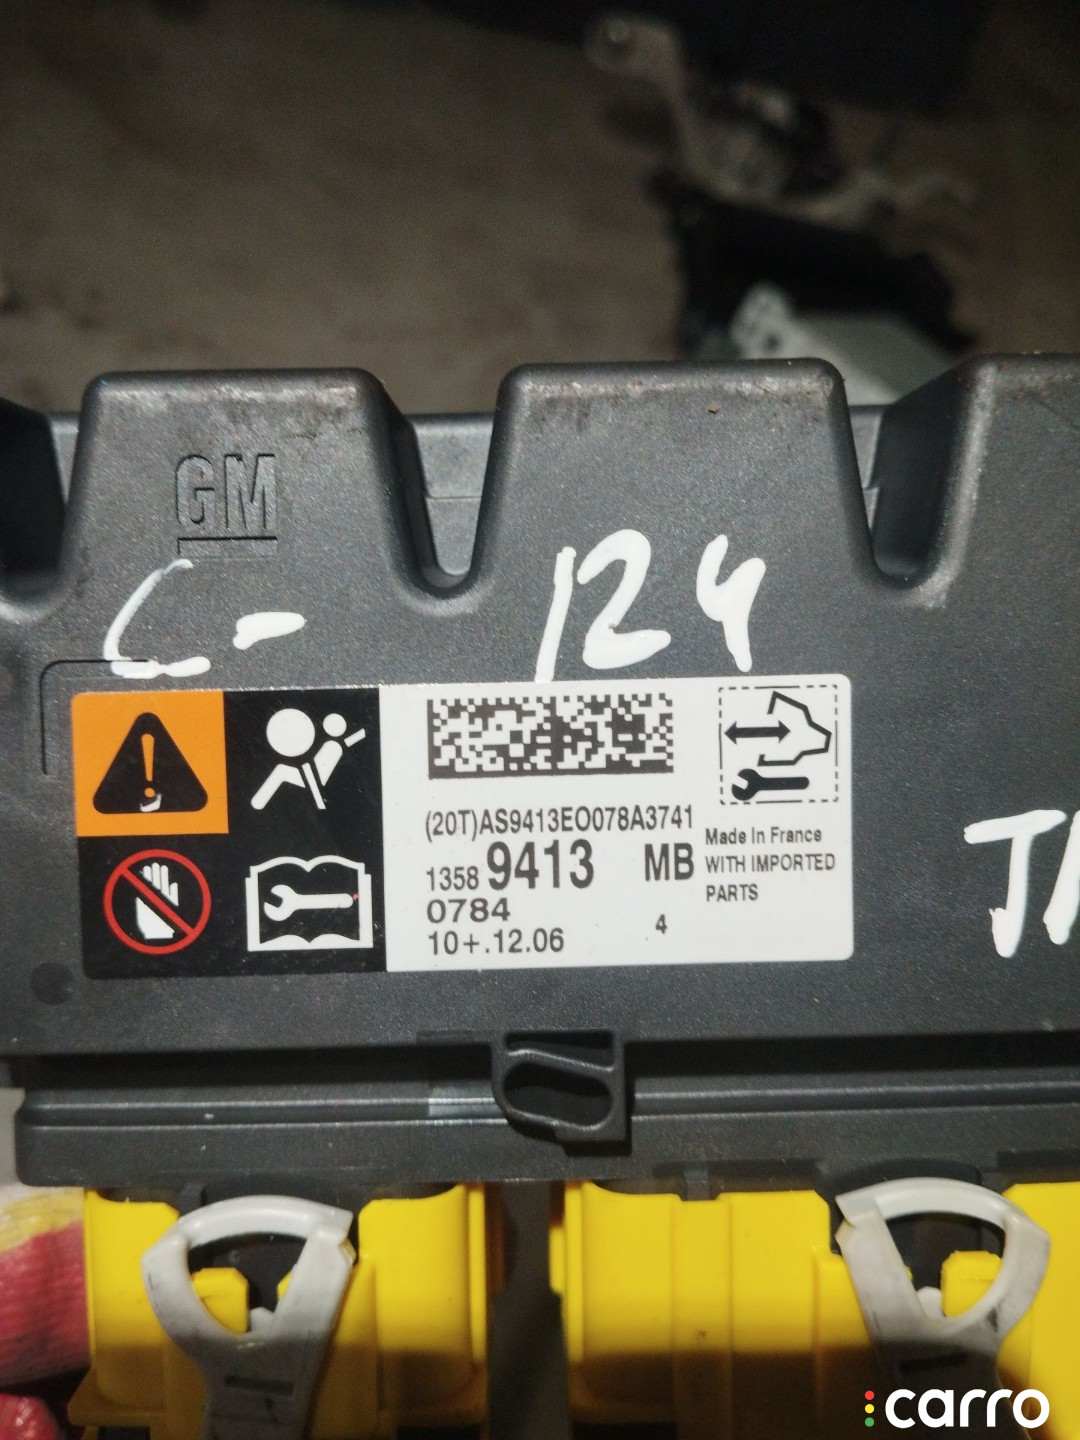 GM
C- 124
(20T)AS9413EO078A3741
1358 9413 MB
0784
10+.12.06
4
Made In France
WITH IMPORTED
PARTS
carro